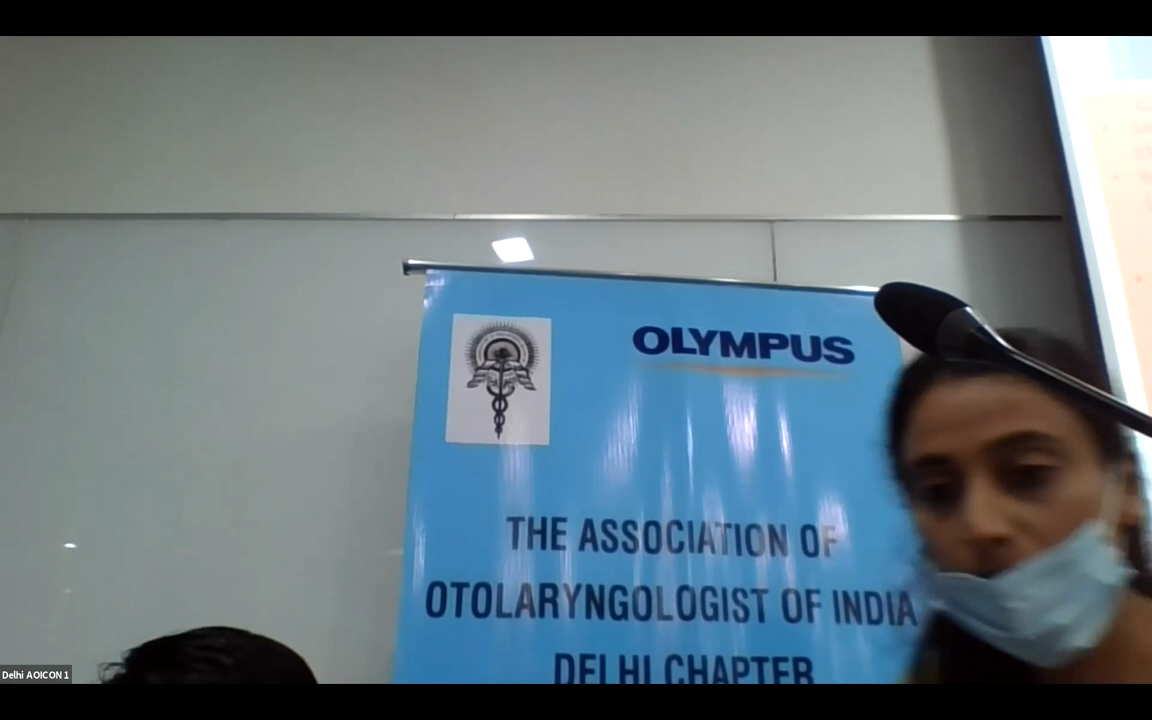 OLYMPUS
THE ASSOCIATION OF
OTOLARYNGOLOGIST OF INDIA
DELHI CHAPTER
Delhi AOICON 1